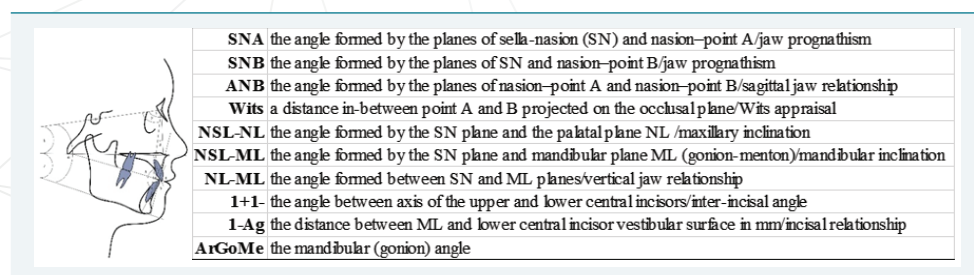 SNA the angle formed by the planes of sella-nasion (SN) and nasion–point A/jaw prognathism
SNB the angle formed by the planes of SN and nasion–point B/jaw prognathism
ANB the angle formed by the planes of nasion–point A and nasion–point B/sagittal jaw relationship
Wits a distance in-between point A and B projected on the occlusal plane/Wits appraisal
NSL-NL the angle formed by the SN plane and the palatal plane NL /maxillary inclination
NSL-ML the angle formed by the SN plane and mandibular plane ML (gonion-menton)/mandibular inclination
NL-ML the angle formed between SN and ML planes/vertical jaw relationship
1+1- the angle between axis of the upper and lower central incisors/inter-incisal angle
1-Ag the distance between ML and lower central incisor vestibular surface in mm/incisal relationship
ArGoMe the mandibular (gonion) angle